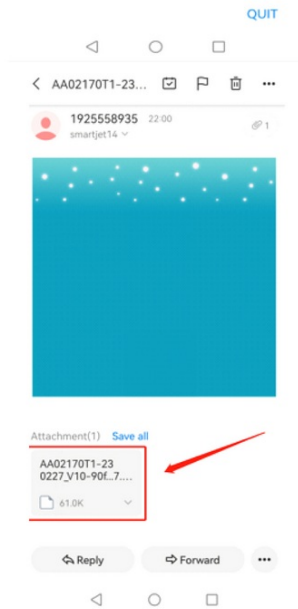 QUIT
AA02170T1-23...
1925558935 22:00
smartjet14
1
Attachment(1) Save all
AA02170T1-23
0227_V10-90f...7....
61.0K
Reply Forward